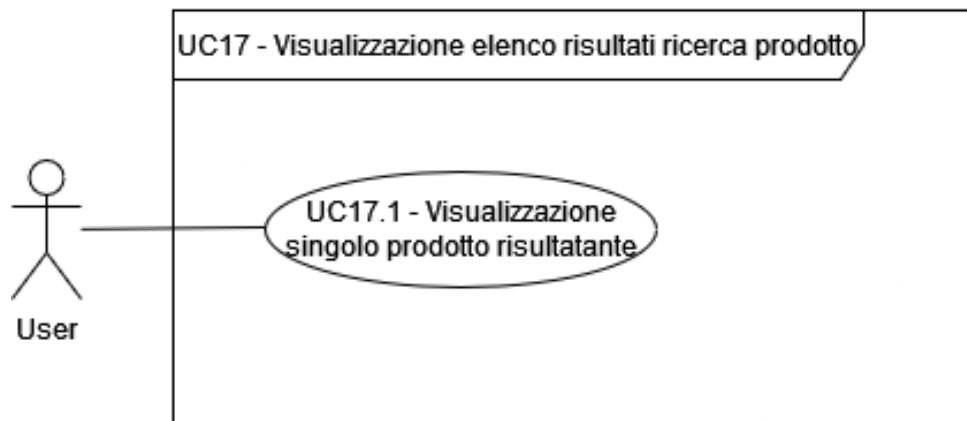 UC17 - Visualizzazione elenco risultati ricerca prodotto
UC17.1 - Visualizzazione
singolo prodotto risultatante
User